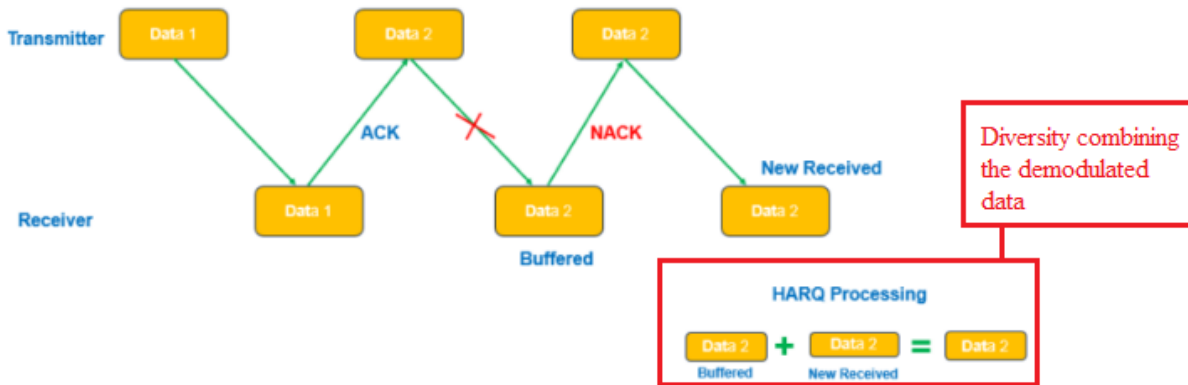 Transmitter
Data 1
Data 2
Data 2
ACK
NACK
Receiver
Data 1
Data 2
Buffered
New Received
Data 2
Diversity combining
the demodulated
data
HARQ Processing
Data 2 + Data 2 = Data 2
Buffered
New Received